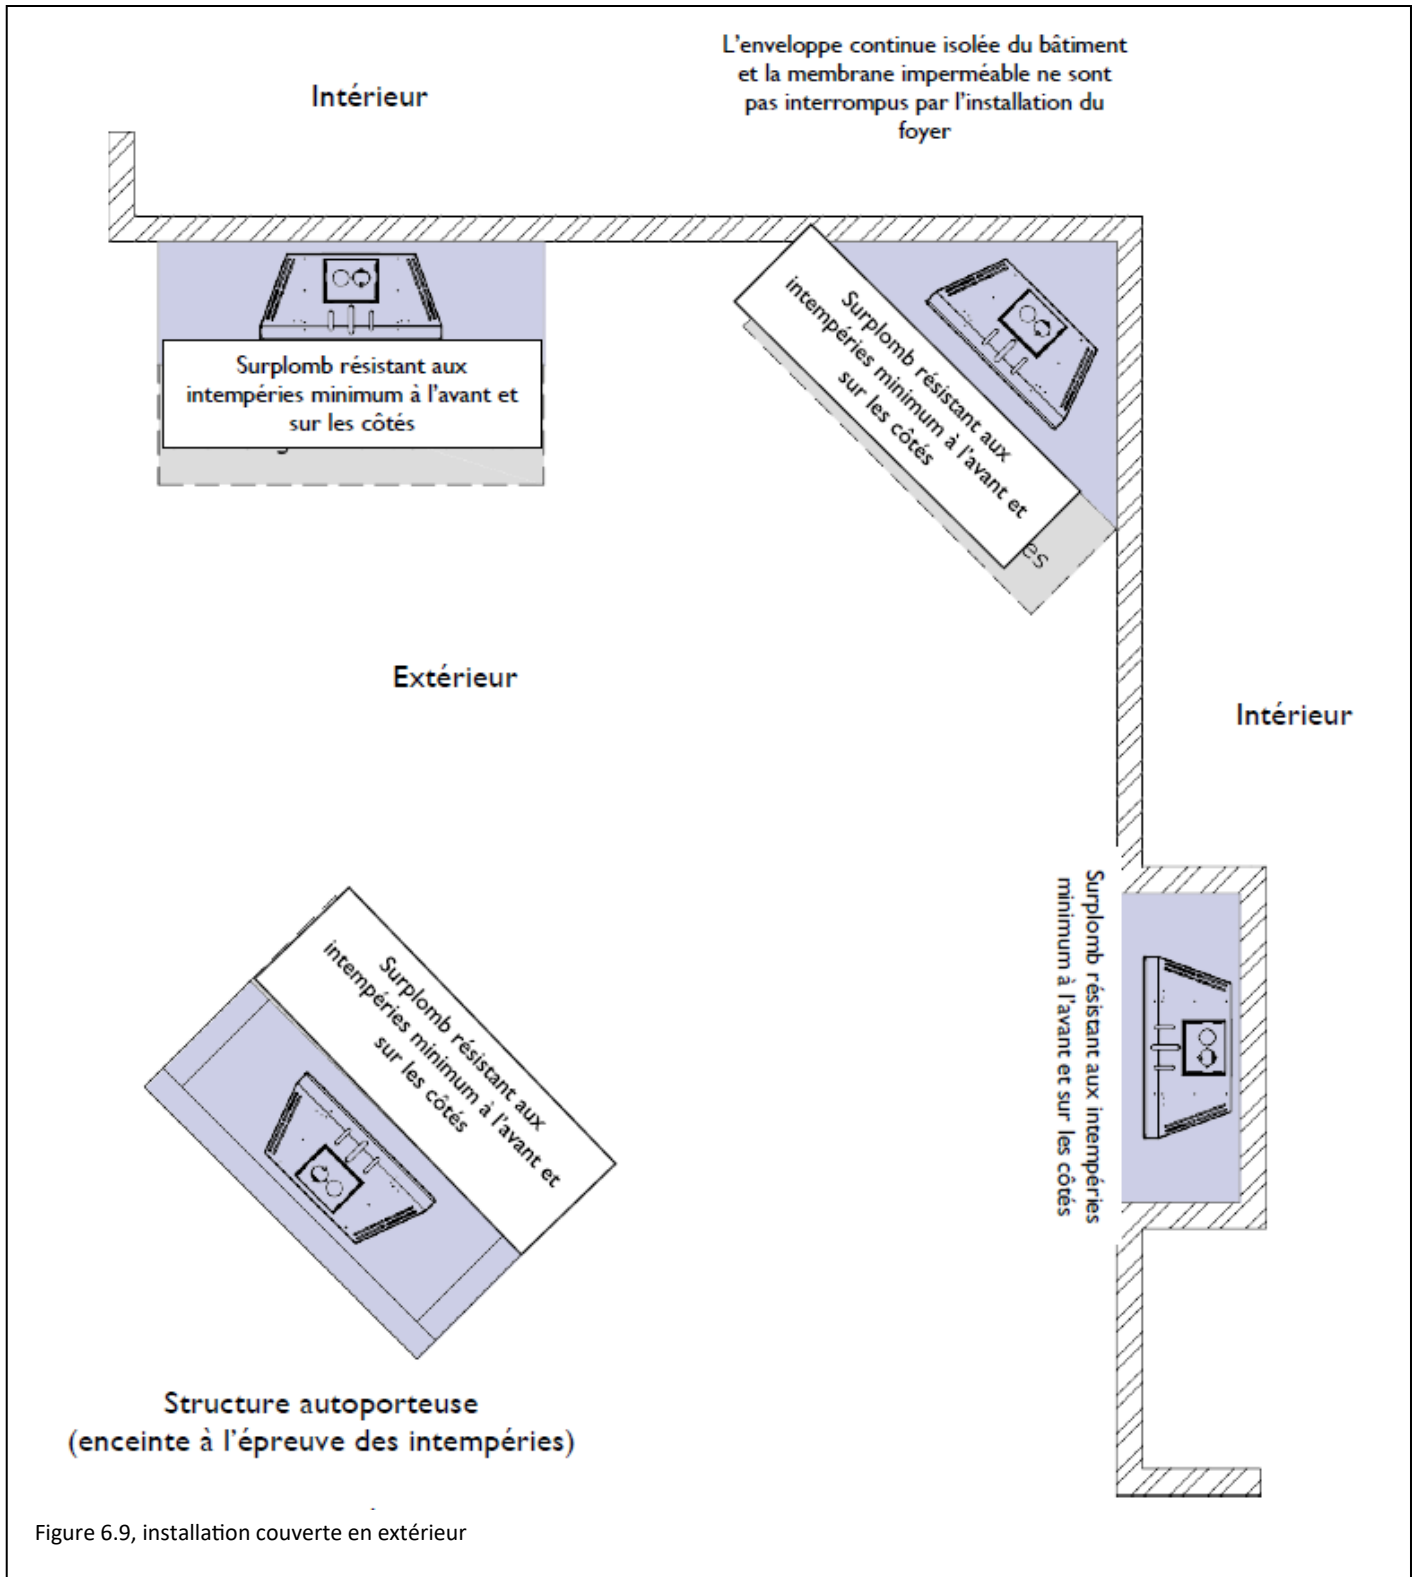 L'enveloppe continue isolée du bâtiment
et la membrane imperméable ne sont
pas interrompus par l'installation du
foyer
Intérieur
Surplomb résistant aux
intempéries minimum à l'avant et
sur les côtés
Surplomb résistant aux
intempéries minimum à l'avant et
sur les côtés
es
Extérieur
Intérieur
Surplomb résistant aux intempéries
minimum à l'avant et sur les côtés
Surplomb résistant aux
intempéries minimum à l'avant et
sur les côtés
Structure autoporteuse
(enceinte à l'épreuve des intempéries)
Figure 6.9, installation couverte en extérieur